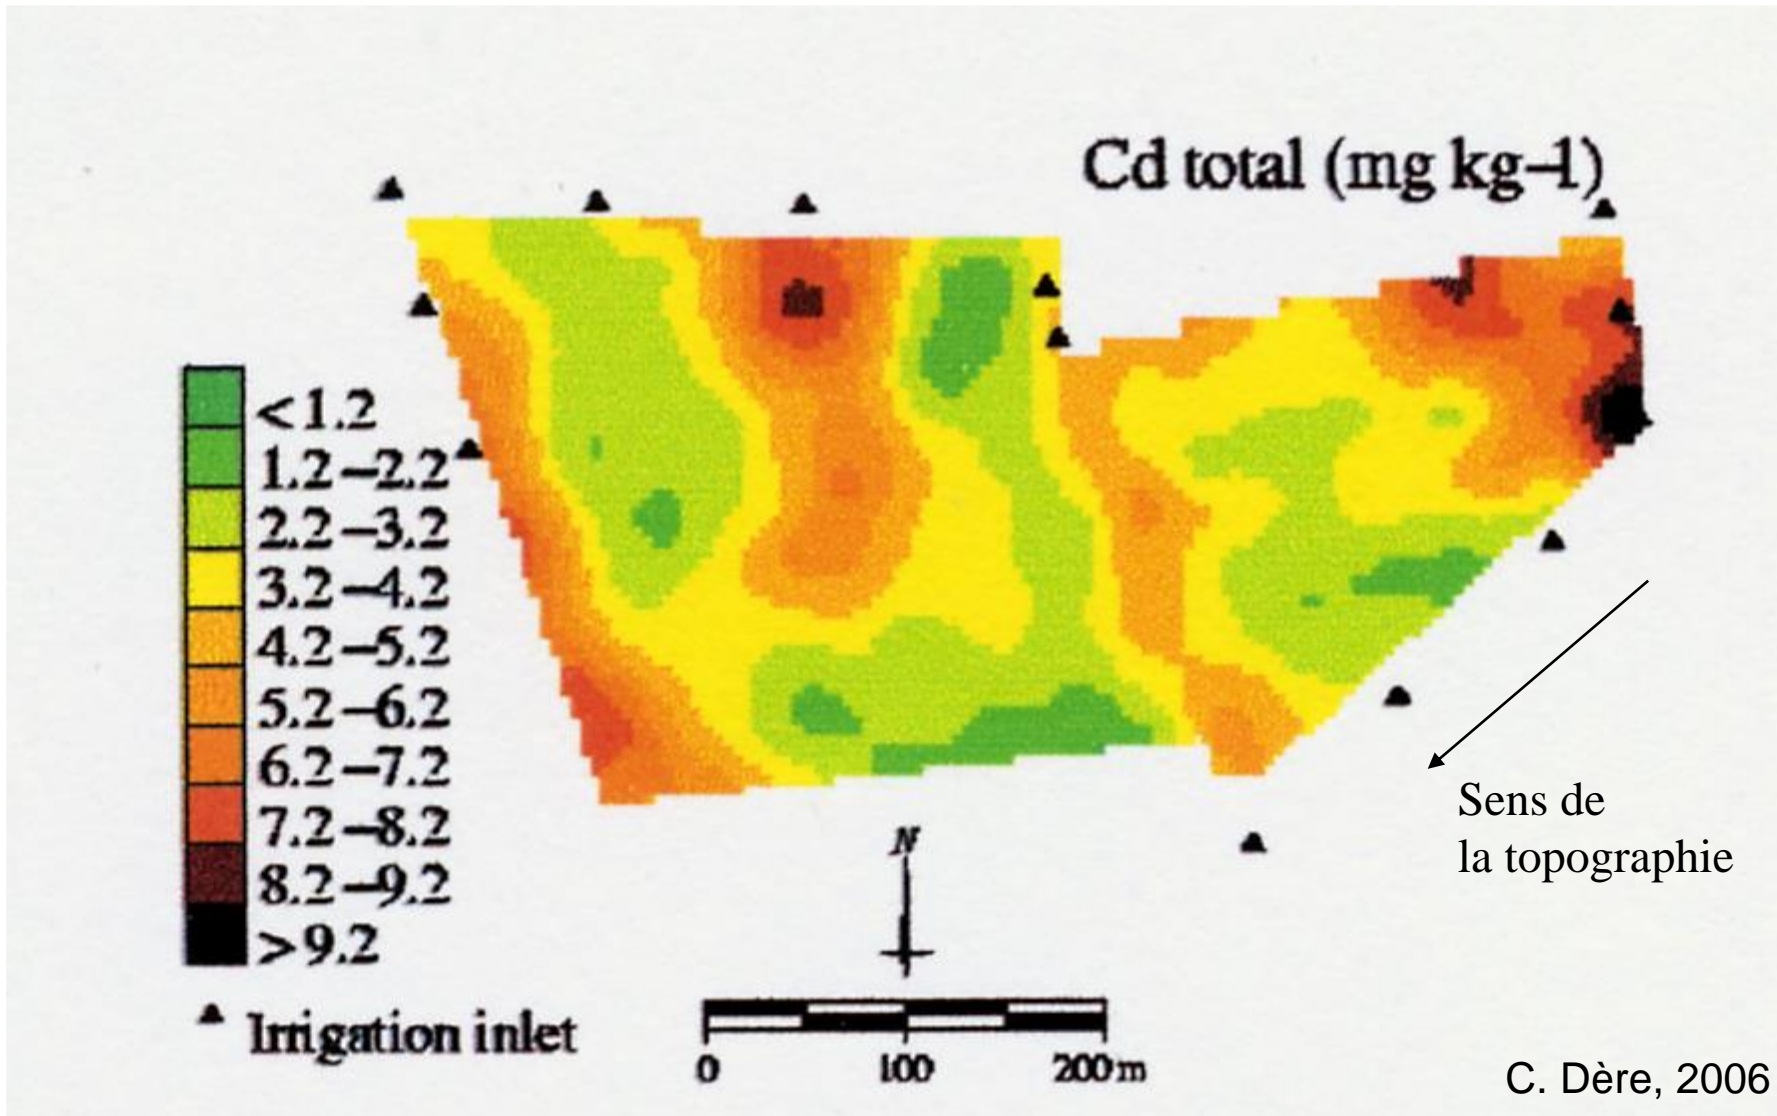 Cd total (mg kg–1)
<1.2
1.2–2.2
2.2–3.2
3.2–4.2
4.2–5.2
5.2–6.2
6.2–7.2
7.2–8.2
8.2–9.2
>9.2
Irrigation inlet
N
0 100 200 m
Sens de
la topographie
C. Dère, 2006